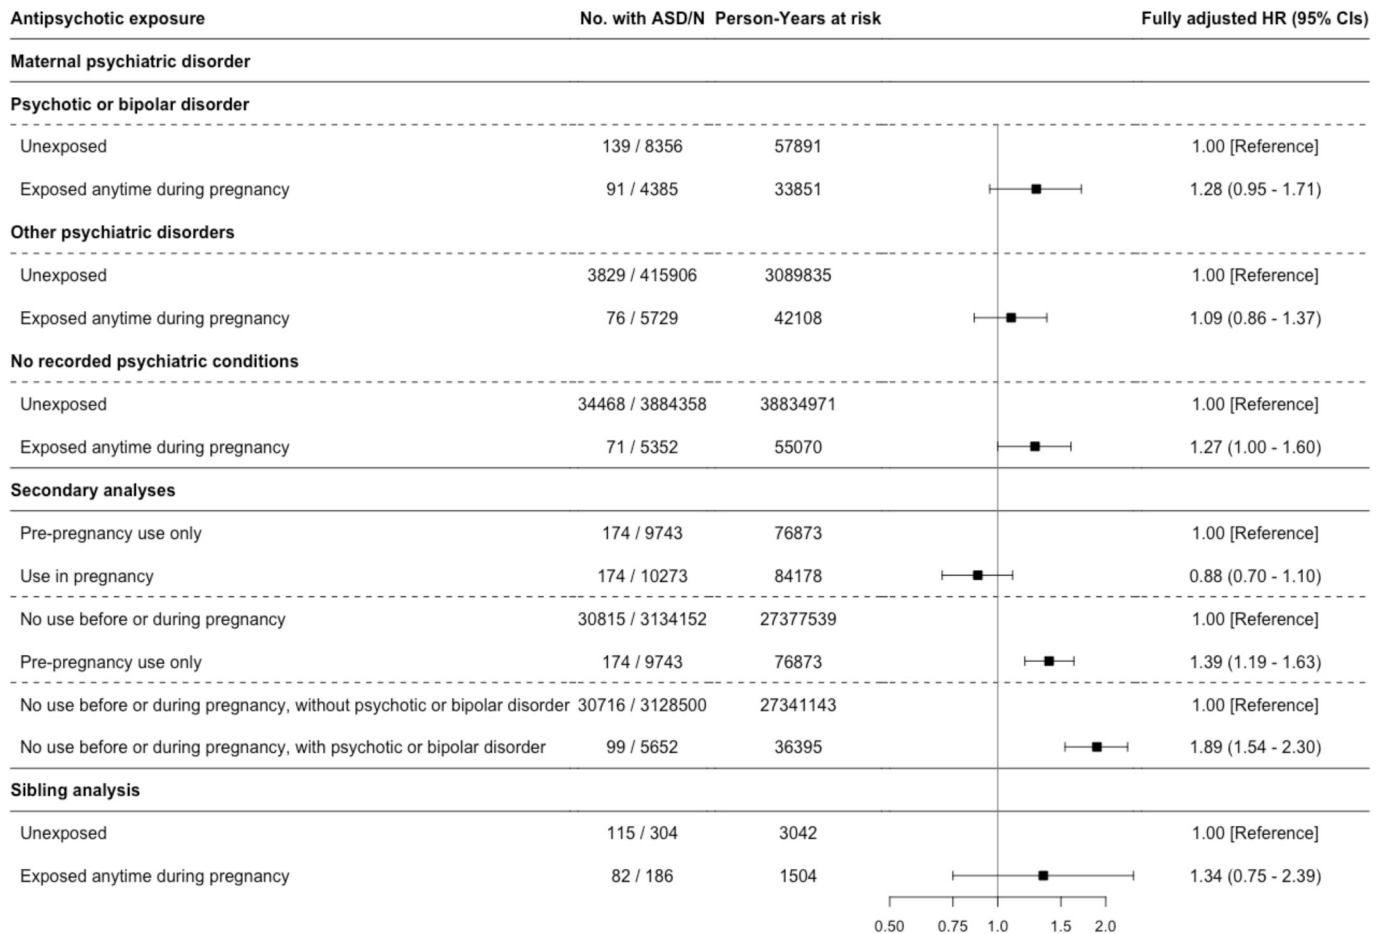 Antipsychotic exposure No. with ASD/N Person-Years at risk Fully adjusted HR (95% CIs)
Maternal psychiatric disorder
Psychotic or bipolar disorder
Unexposed 139 / 8356 57891 1.00 [Reference]
Exposed anytime during pregnancy 91 / 4385 33851 1.28 (0.95 - 1.71)
Other psychiatric disorders
Unexposed 3829 / 415906 3089835 1.00 [Reference]
Exposed anytime during pregnancy 76 / 5729 42108 1.09 (0.86 - 1.37)
No recorded psychiatric conditions
Unexposed 34468 / 3884358 38834971 1.00 [Reference]
Exposed anytime during pregnancy 71 / 5352 55070 1.27 (1.00 - 1.60)
Secondary analyses
Pre-pregnancy use only 174 / 9743 76873 1.00 [Reference]
Use in pregnancy 174 / 10273 84178 0.88 (0.70 - 1.10)
No use before or during pregnancy 30815 / 3134152 27377539 1.00 [Reference]
Pre-pregnancy use only 174 / 9743 76873 1.39 (1.19 - 1.63)
No use before or during pregnancy, without psychotic or bipolar disorder 30716 / 3128500 27341143 1.00 [Reference]
No use before or during pregnancy, with psychotic or bipolar disorder 99 / 5652 36395 1.89 (1.54 - 2.30)
Sibling analysis
Unexposed 115 / 304 3042 1.00 [Reference]
Exposed anytime during pregnancy 82 / 186 1504 1.34 (0.75 - 2.39)
0.50 0.75 1.0 1.5 2.0